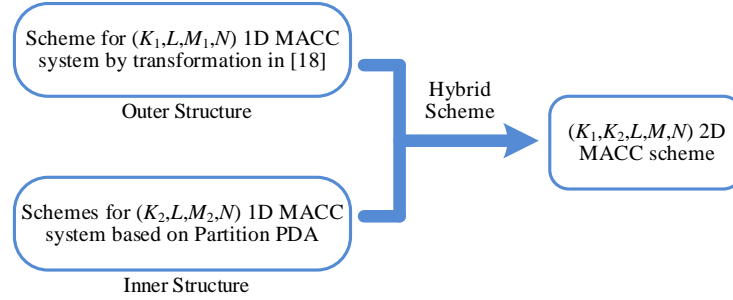 Scheme for (K1,L,M1,N) 1D MACC
system by transformation in [18]
Outer Structure
Hybrid
Scheme
(K1,K2,L,M,N) 2D
MACC scheme
Schemes for (K2,L,M2,N) 1D MACC
system based on Partition PDA
Inner Structure